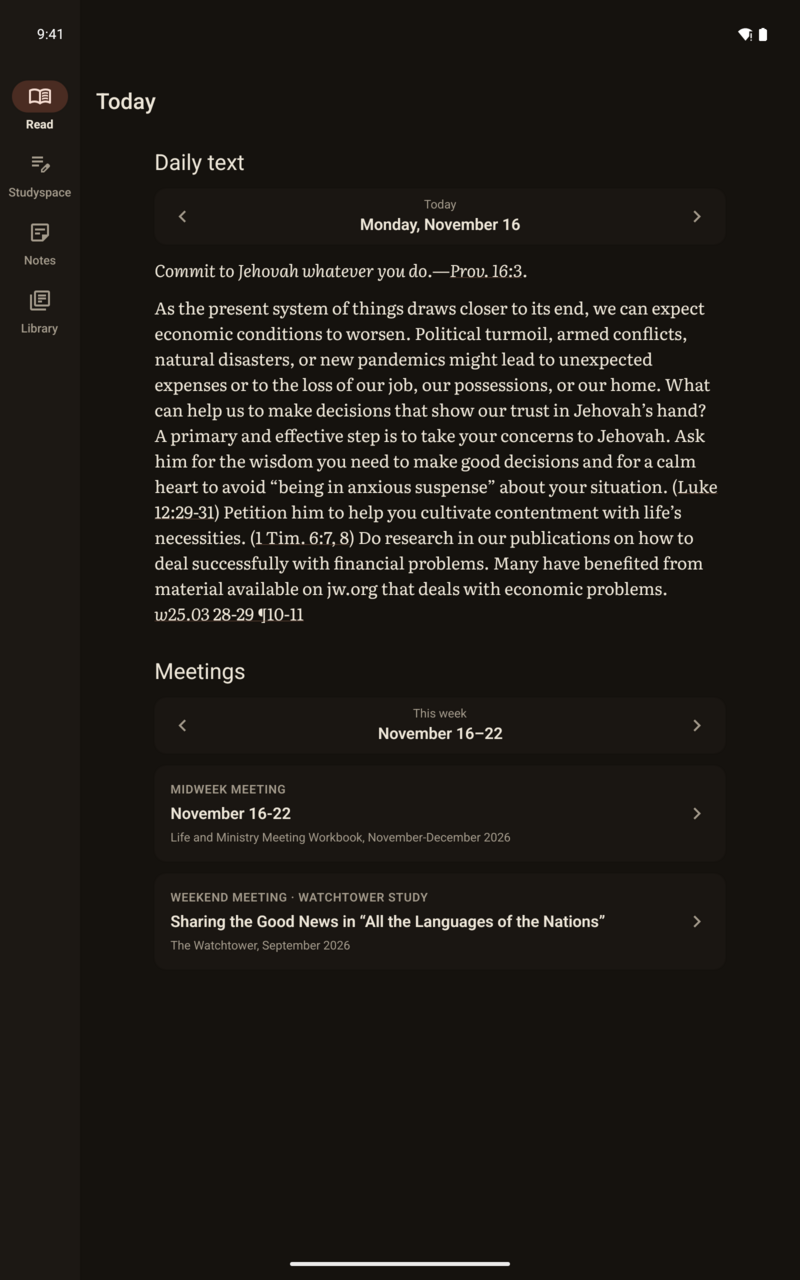 9:41
Read
Studyspace
Notes
Library
Today
Daily text
Today
Monday, November 16
Commit to Jehovah whatever you do.—Prov. 16:3.
As the present system of things draws closer to its end, we can expect
economic conditions to worsen. Political turmoil, armed conflicts,
natural disasters, or new pandemics might lead to unexpected
expenses or to the loss of our job, our possessions, or our home. What
can help us to make decisions that show our trust in Jehovah’s hand?
A primary and effective step is to take your concerns to Jehovah. Ask
him for the wisdom you need to make good decisions and for a calm
heart to avoid “being in anxious suspense” about your situation. (Luke
12:29-31) Petition him to help you cultivate contentment with life’s
necessities. (1 Tim. 6:7, 8) Do research in our publications on how to
deal successfully with financial problems. Many have benefited from
material available on jw.org that deals with economic problems.
w25.03 28-29 ¶10-11
Meetings
This week
November 16–22
MIDWEEK MEETING
November 16-22
Life and Ministry Meeting Workbook, November-December 2026
WEEKEND MEETING · WATCHTOWER STUDY
Sharing the Good News in “All the Languages of the Nations”
The Watchtower, September 2026